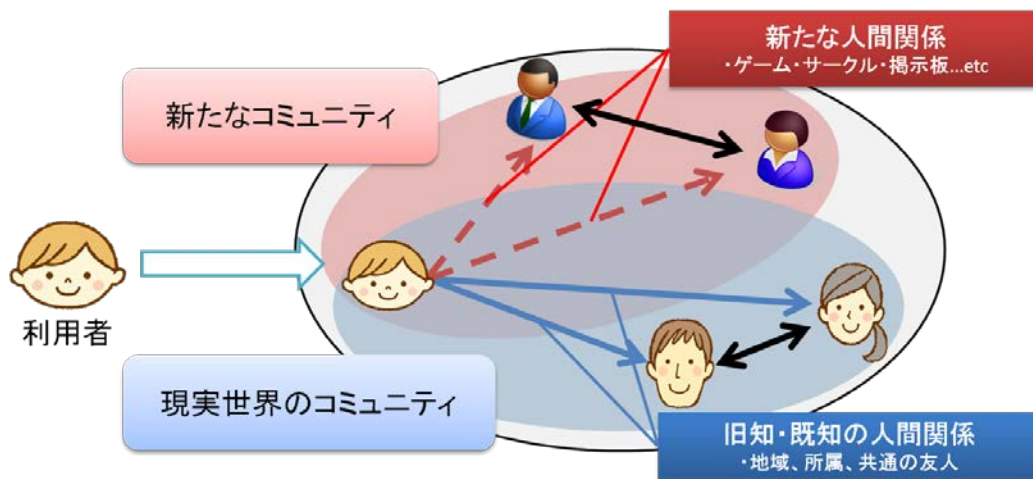 新たな人間関係
・ゲーム・サークル・掲示板...etc
新たなコミュニティ
利用者
現実世界のコミュニティ
旧知・既知の人間関係
・地域、所属、共通の友人